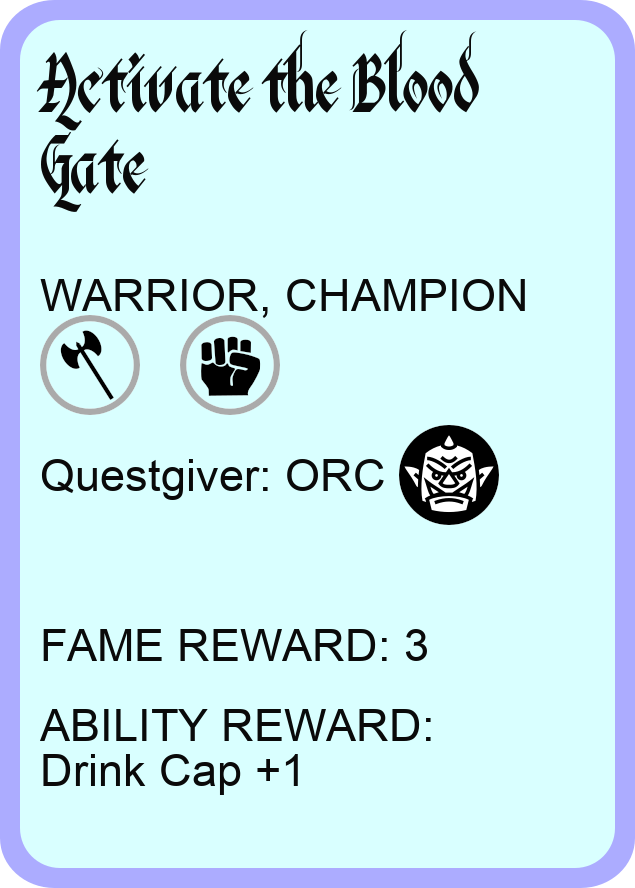 Activate the Blood
Gate
WARRIOR, CHAMPION
Questgiver: ORC
FAME REWARD: 3
ABILITY REWARD:
Drink Cap +1